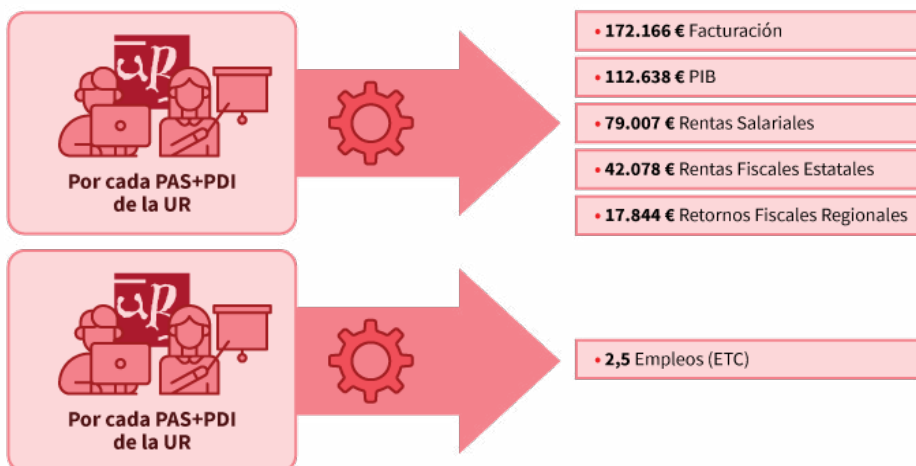 Por cada PAS+PDI
de la UR
• 172.166 € Facturación
• 112.638 € PIB
• 79.007 € Rentas Salariales
• 42.078 € Rentas Fiscales Estatales
• 17.844 € Retornos Fiscales Regionales
Por cada PAS+PDI
de la UR
• 2,5 Empleos (ETC)